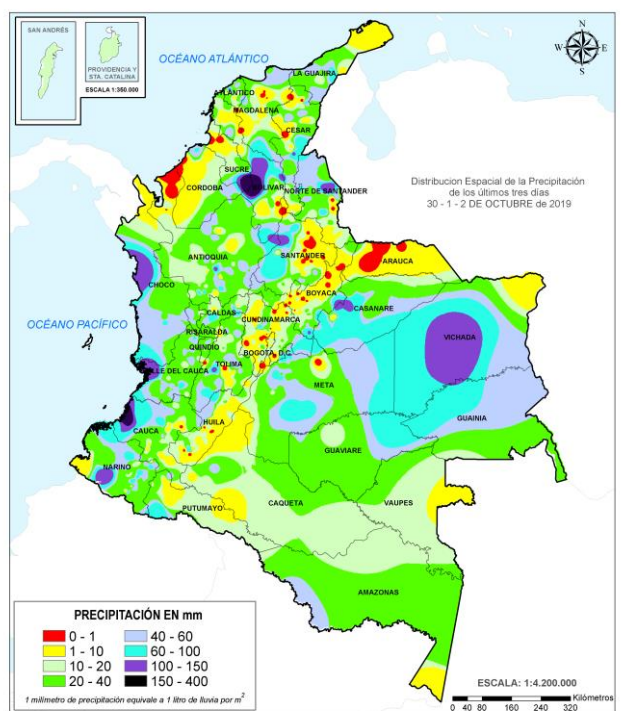 SAN ANDRÉS
PROVIDENCIA Y
STA. CATALINA
ESCALA 1:350.000
OCÉANO ATLÁNTICO
N
W
E
S
LA GUAJIRA
ATLÁNTICO
MAGDALENA
CESAR
SUCRE
BOLIVAR
NORTE DE SANTANDER
CORDOBA
Distribucion Espacial de la Precipitación
de los últimos tres días
30 - 1 - 2 DE OCTUBRE de 2019
ANTIOQUIA
SANTANDER
ARAUCA
CHOCO
BOYACA
CASANARE
CALDAS
CUNDINAMARCA
OCÉANO PACÍFICO
RISARALDA
VICHADA
QUINDIO
BOGOTA, D.C.
TOLIMA
VALLE DEL CAUCA
META
GUAINIA
HUILA
CAUCA
GUAVIARE
NARIÑO
CAQUETA
VAUPES
PUTUMAYO
AMAZONAS
PRECIPITACIÓN EN mm
0 - 1
40 - 60
1 - 10
60 - 100
10 - 20
100 - 150
20 - 40
150 - 400
1 milímetro de precipitación equivale a 1 litro de lluvia por m²
ESCALA: 1:4.200.000
Kilómetros
0 40 80 160 240 320